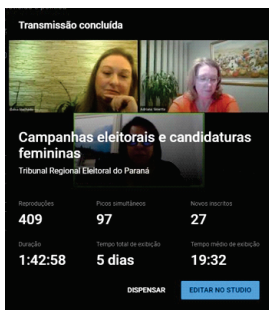 Transmissão concluída
Campanhas eleitorais e candidaturas
femininas
Tribunal Regional Eleitoral do Paraná
Reproduções
Picos simultâneos
Novos inscritos
409
97
27
Duração
Tempo total de exibição
Tempo médio de exibição
1:42:58
5 dias
19:32
DISPENSAR
EDITAR NO STUDIO